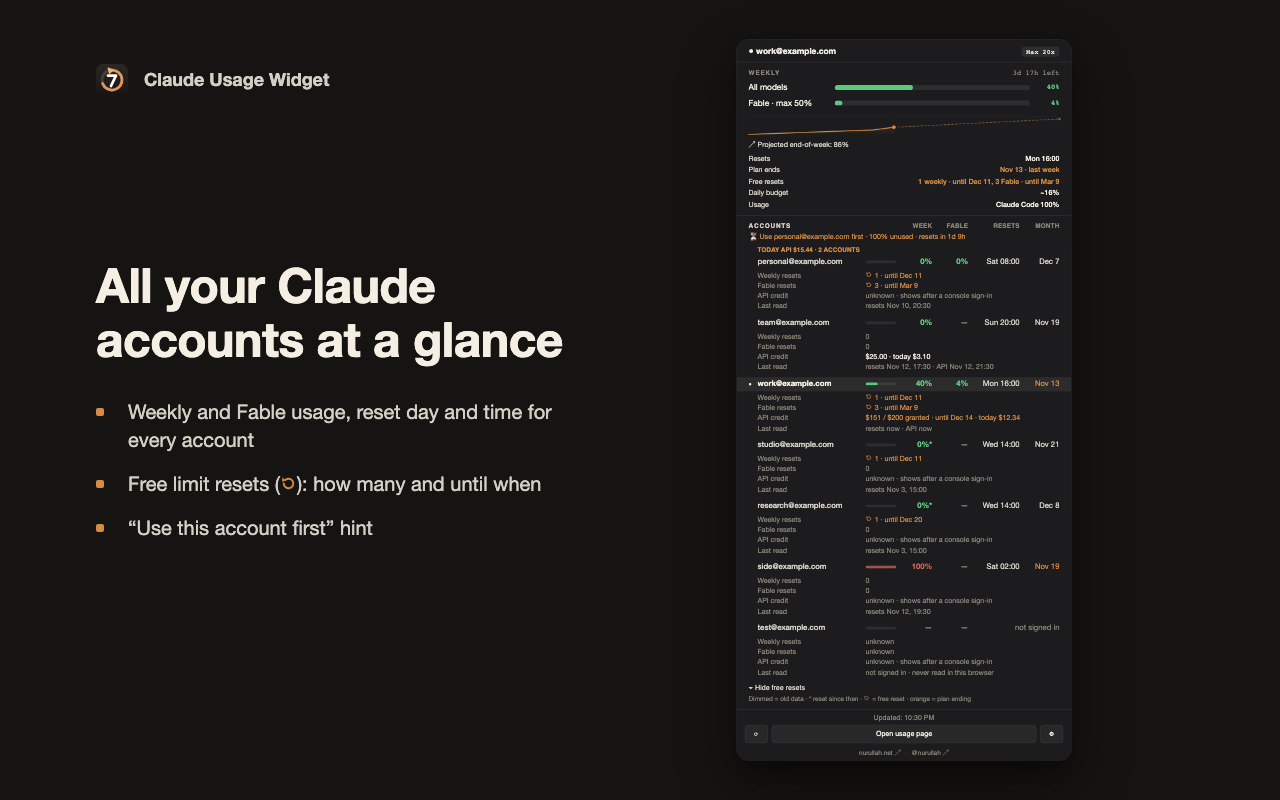 7 Claude Usage Widget
All your Claude
accounts at a glance
Weekly and Fable usage, reset day and time for
every account
Free limit resets (↺): how many and until when
“Use this account first” hint
work@example.com Max 20x
WEEKLY 3d 17h left
All models 40%
Fable · max 50% 4%
↗ Projected end-of-week: 86%
Resets Mon 16:00
Plan ends Nov 13 · last week
Free resets 1 weekly · until Dec 11, 3 Fable · until Mar 9
Daily budget ~16%
Usage Claude Code 100%
ACCOUNTS WEEK FABLE RESETS MONTH
⌛ Use personal@example.com first · 100% unused · resets in 1d 9h
TODAY API $15.44 · 2 ACCOUNTS
personal@example.com 0% 0% Sat 08:00 Dec 7
Weekly resets ↺ 1 · until Dec 11
Fable resets ↺ 3 · until Mar 9
API credit unknown · shows after a console sign-in
Last read resets Nov 10, 20:30
team@example.com 0% — Sun 20:00 Nov 19
Weekly resets 0
Fable resets 0
API credit $25.00 · today $3.10
Last read resets Nov 12, 17:30 · API Nov 12, 21:30
work@example.com 40% 4% Mon 16:00 Nov 13
Weekly resets ↺ 1 · until Dec 11
Fable resets ↺ 3 · until Mar 9
API credit $151 / $200 granted · until Dec 14 · today $12.34
Last read resets now · API now
studio@example.com 0%* — Wed 14:00 Nov 21
Weekly resets ↺ 1 · until Dec 11
Fable resets 0
API credit unknown · shows after a console sign-in
Last read resets Nov 3, 15:00
research@example.com 0%* — Wed 14:00 Dec 8
Weekly resets ↺ 1 · until Dec 20
Fable resets 0
API credit unknown · shows after a console sign-in
Last read resets Nov 3, 15:00
side@example.com 100% — Sat 02:00 Nov 19
Weekly resets 0
Fable resets 0
API credit unknown · shows after a console sign-in
Last read resets Nov 12, 19:30
test@example.com — — not signed in
Weekly resets unknown
Fable resets unknown
API credit unknown · shows after a console sign-in
Last read not signed in · never read in this browser
Hide free resets
Dimmed = old data · * reset since then · ↺ = free reset · orange = plan ending
Updated: 10:30 PM
Open usage page
nurullah.net ↗ · @nurullah ↗